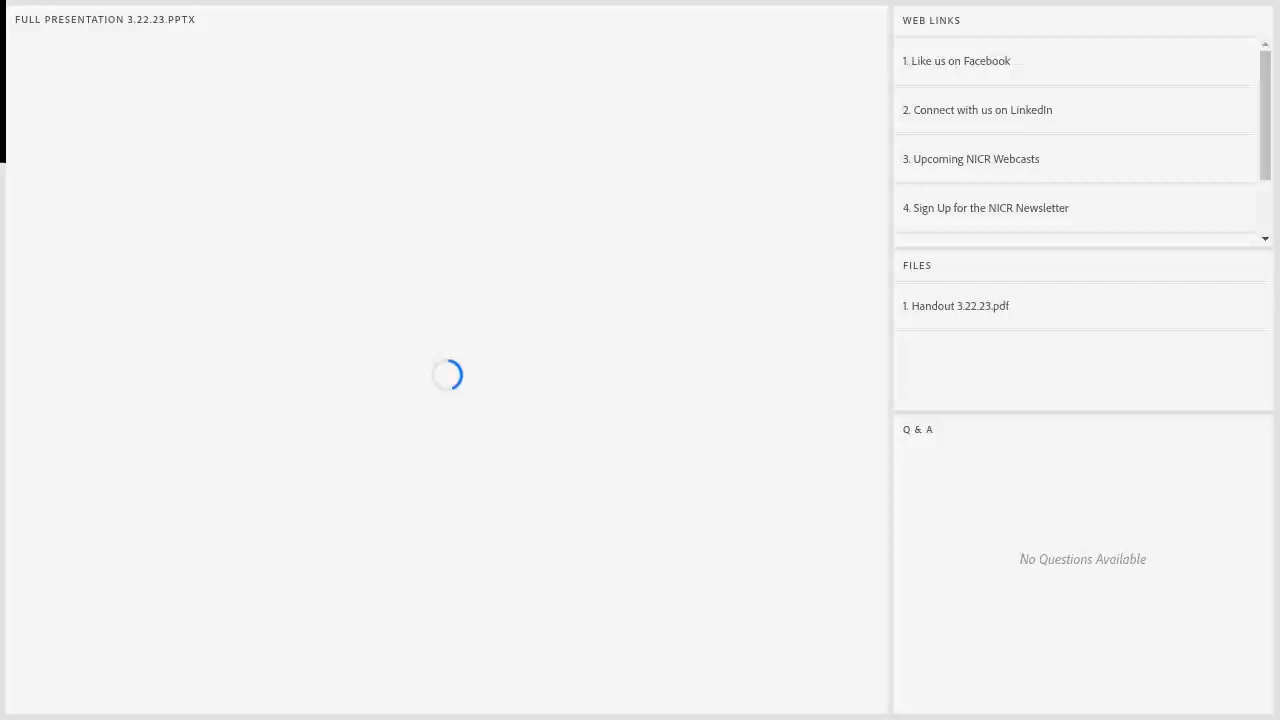 FULL PRESENTATION 3.22.23.PPTX
WEB LINKS
1. Like us on Facebook
2. Connect with us on LinkedIn
3. Upcoming NICR Webcasts
4. Sign Up for the NICR Newsletter
FILES
1. Handout 3.22.23.pdf
Q & A
No Questions Available